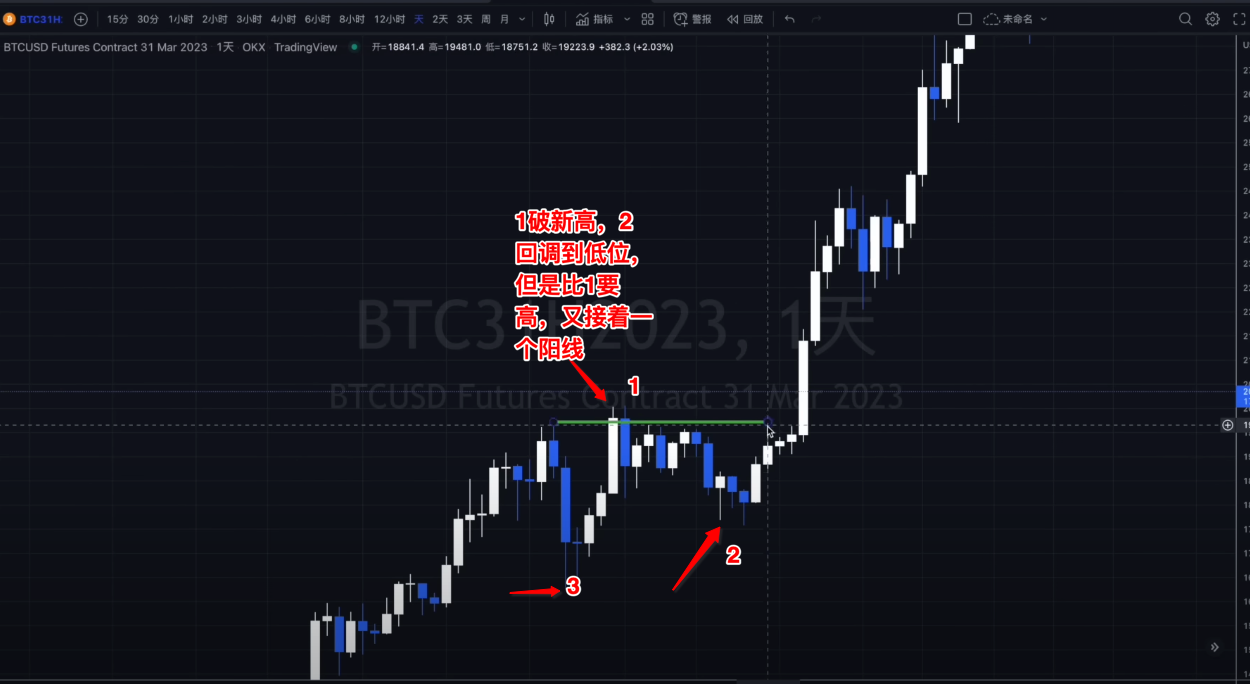 BTC31H 15分 30分 1小时 2小时 3小时 4小时 6小时 8小时 12小时 天 2天 3天 周 月 指标 警报 回放 未命名
BTCUSD Futures Contract 31 Mar 2023 1天 OKX TradingView 开=18841.4 高=19481.0 低=18751.2 收=19223.9 +382.3 (+2.03%)
1破新高，2
回调到低位，
但是比1要
高，又接着一
个阳线
BTC31H2023, 1天
BTCUSD Futures Contract 31 Mar 2023
1
2
3